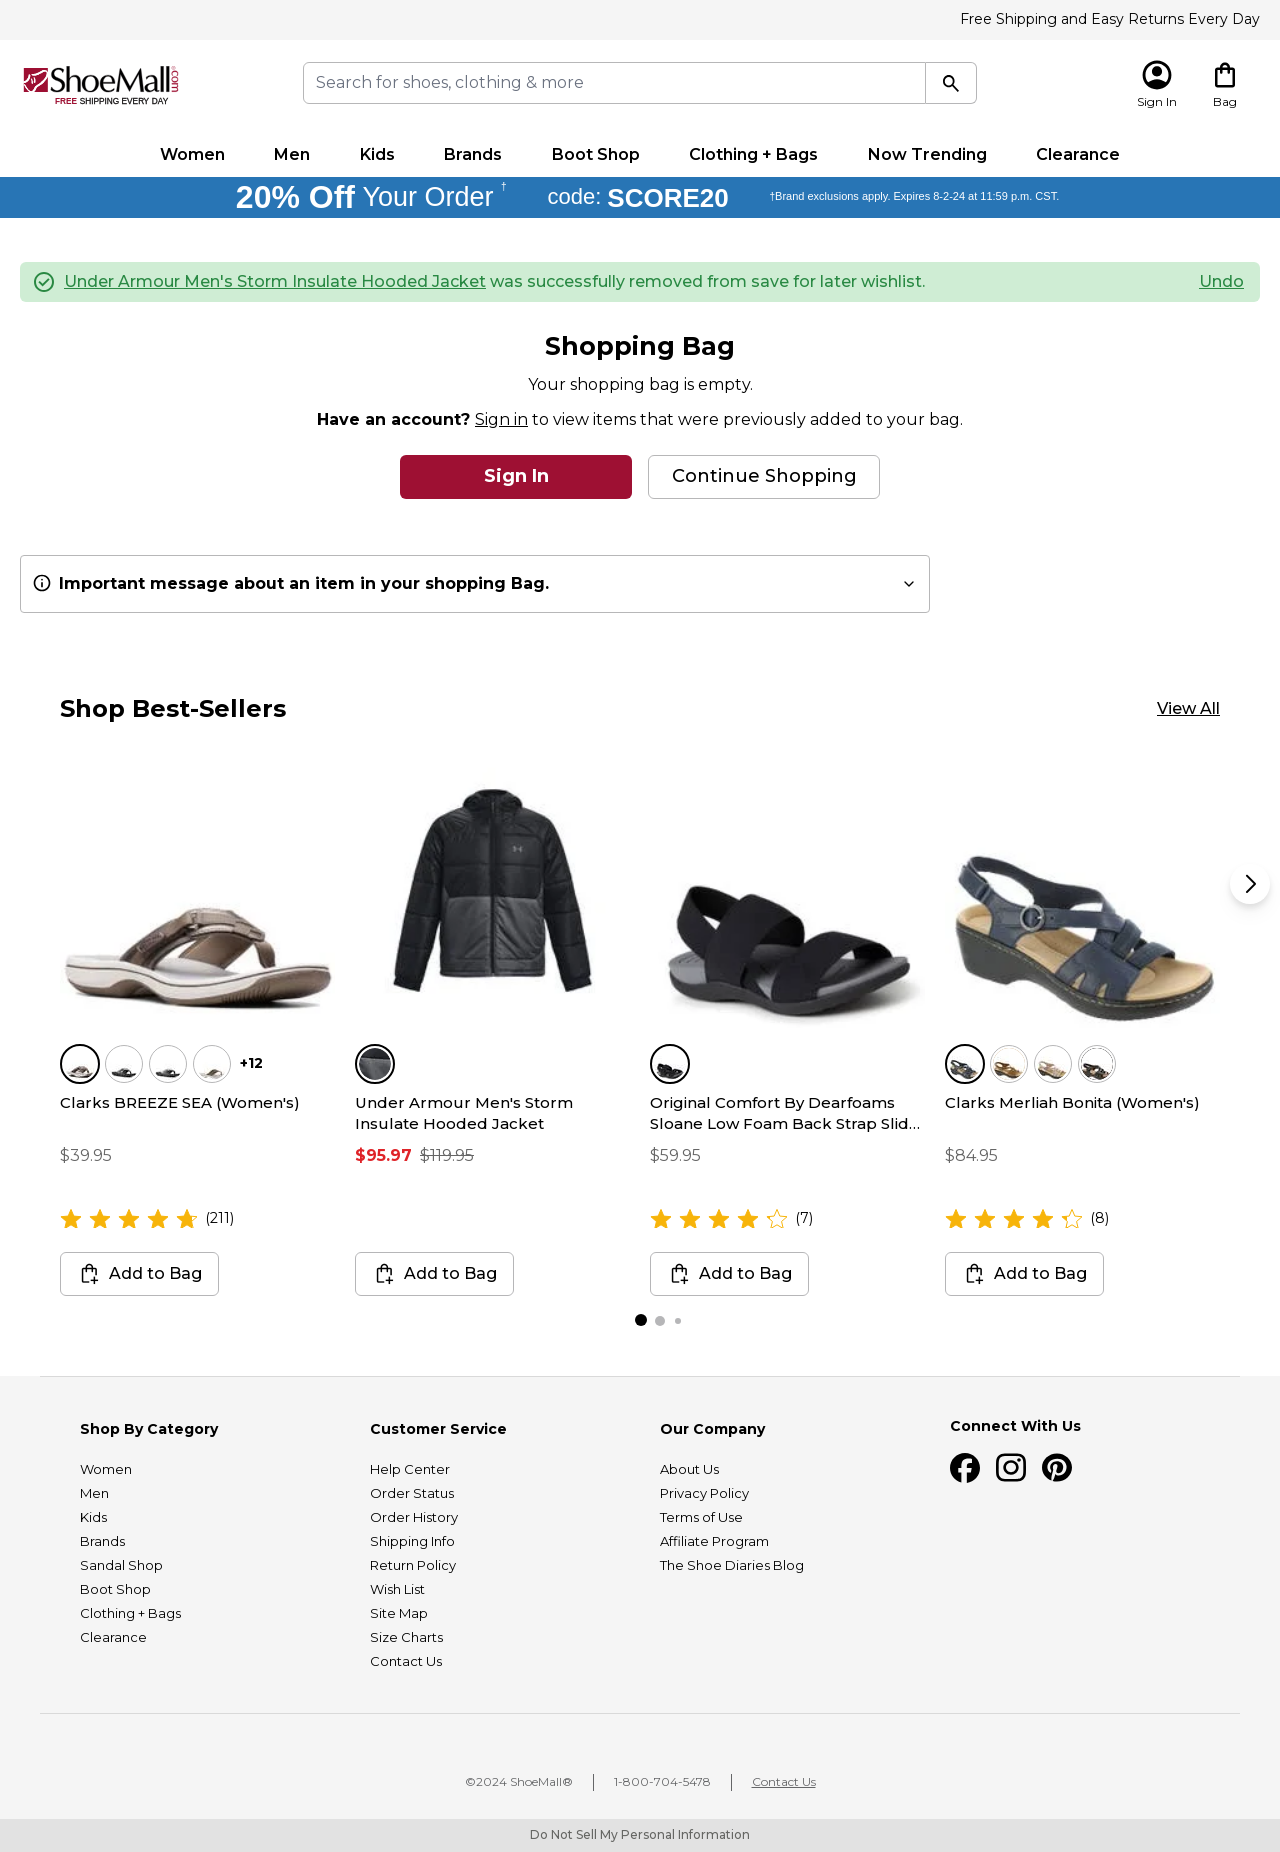 Free Shipping and Easy Returns Every Day
ShoeMall.com®
FREE SHIPPING EVERY DAY
Search for shoes, clothing & more
Sign In
Bag
Women Men Kids Brands Boot Shop Clothing + Bags Now Trending Clearance
20% Off Your Order † code: SCORE20 †Brand exclusions apply. Expires 8-2-24 at 11:59 p.m. CST.
Under Armour Men's Storm Insulate Hooded Jacket was successfully removed from save for later wishlist. Undo
Shopping Bag
Your shopping bag is empty.
Have an account? Sign in to view items that were previously added to your bag.
Sign In Continue Shopping
Important message about an item in your shopping Bag.
Shop Best-Sellers View All
+12
Clarks BREEZE SEA (Women's)
$39.95
(211)
Add to Bag
Under Armour Men's Storm
Insulate Hooded Jacket
$95.97 $119.95
Add to Bag
Original Comfort By Dearfoams
Sloane Low Foam Back Strap Slid...
$59.95
(7)
Add to Bag
Clarks Merliah Bonita (Women's)
$84.95
(8)
Add to Bag
Shop By Category
Women
Men
Kids
Brands
Sandal Shop
Boot Shop
Clothing + Bags
Clearance
Customer Service
Help Center
Order Status
Order History
Shipping Info
Return Policy
Wish List
Site Map
Size Charts
Contact Us
Our Company
About Us
Privacy Policy
Terms of Use
Affiliate Program
The Shoe Diaries Blog
Connect With Us
©2024 ShoeMall® 1-800-704-5478 Contact Us
Do Not Sell My Personal Information